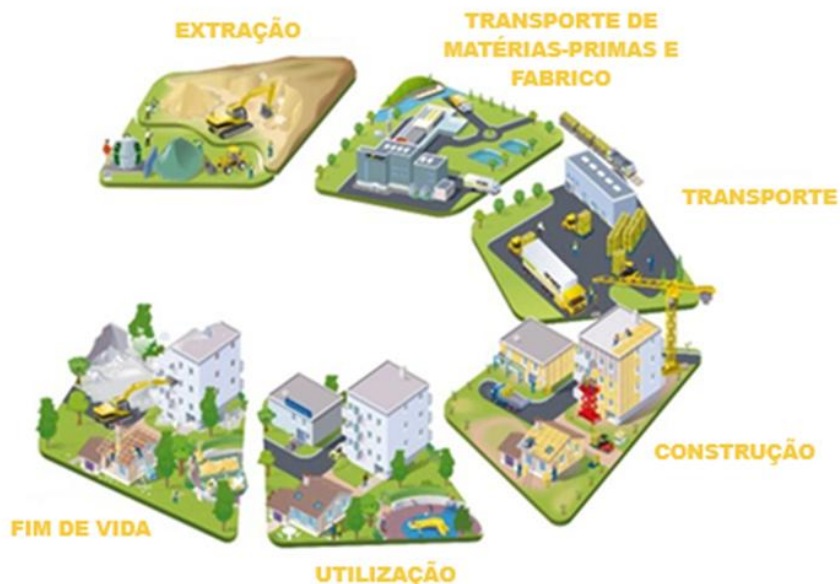 EXTRAÇÃO
TRANSPORTE DE
MATÉRIAS-PRIMAS E
FABRICO
TRANSPORTE
CONSTRUÇÃO
UTILIZAÇÃO
FIM DE VIDA